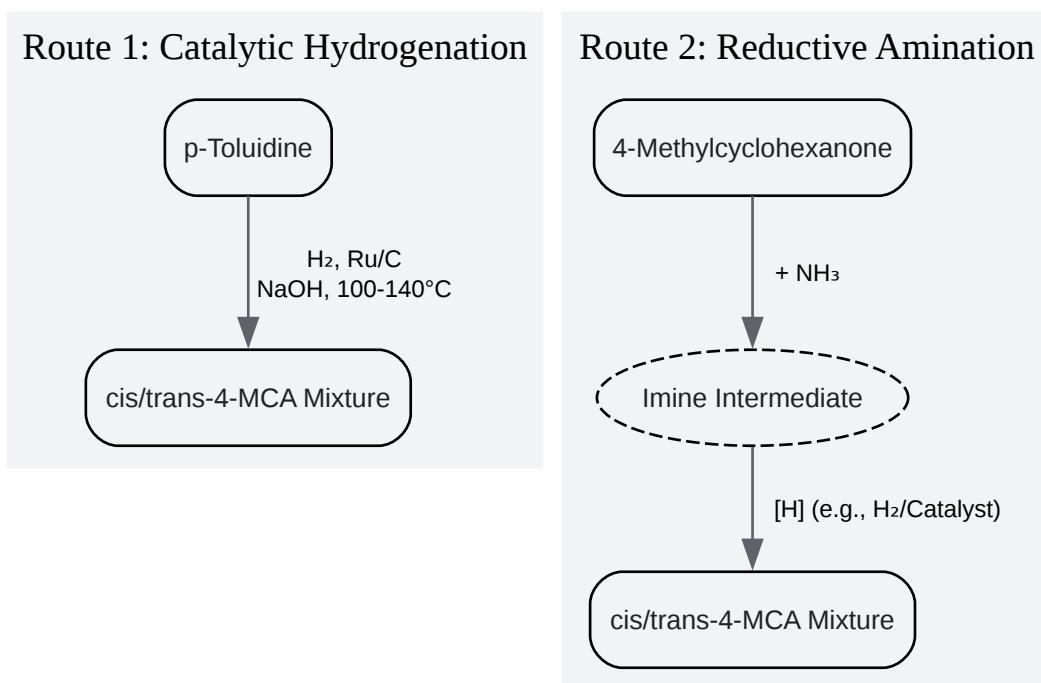 Route 1: Catalytic Hydrogenation
p-Toluidine
H₂, Ru/C
NaOH, 100-140°C
cis/trans-4-MCA Mixture
Route 2: Reductive Amination
4-Methylcyclohexanone
+ NH₃
Imine Intermediate
[H] (e.g., H₂/Catalyst)
cis/trans-4-MCA Mixture